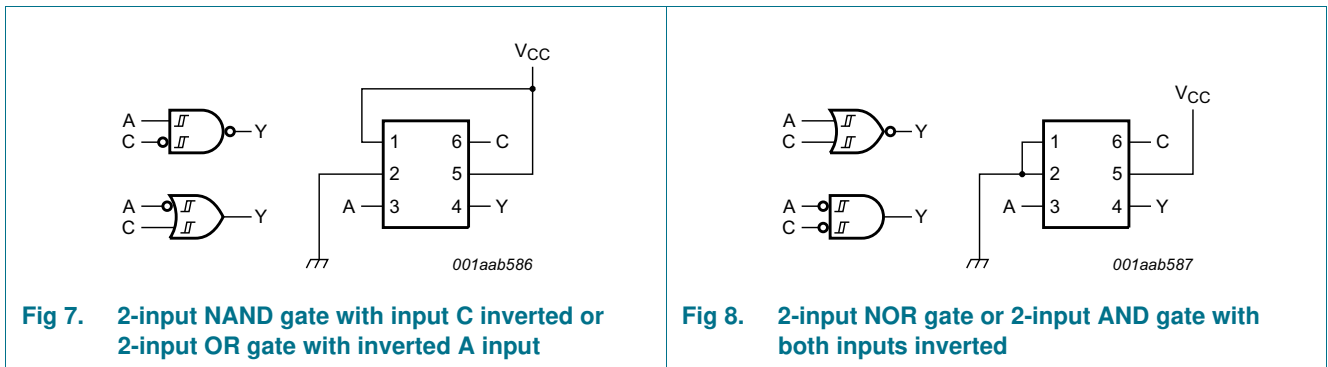 V_CC
A
C
Y
A
C
Y
1 6 C
2 5
A 3 4 Y
001aab586
Fig 7. 2-input NAND gate with input C inverted or
2-input OR gate with inverted A input
V_CC
A
C
Y
A
C
Y
1 6 C
2 5
A 3 4 Y
001aab587
Fig 8. 2-input NOR gate or 2-input AND gate with
both inputs inverted